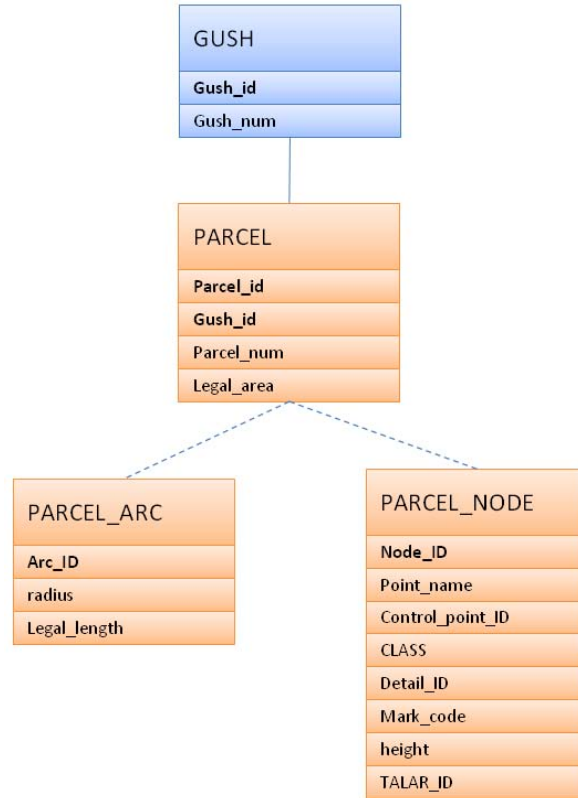 GUSH
Gush_id
Gush_num
PARCEL
Parcel_id
Gush_id
Parcel_num
Legal_area
PARCEL_ARC
Arc_ID
radius
Legal_length
PARCEL_NODE
Node_ID
Point_name
Control_point_ID
CLASS
Detail_ID
Mark_code
height
TALAR_ID